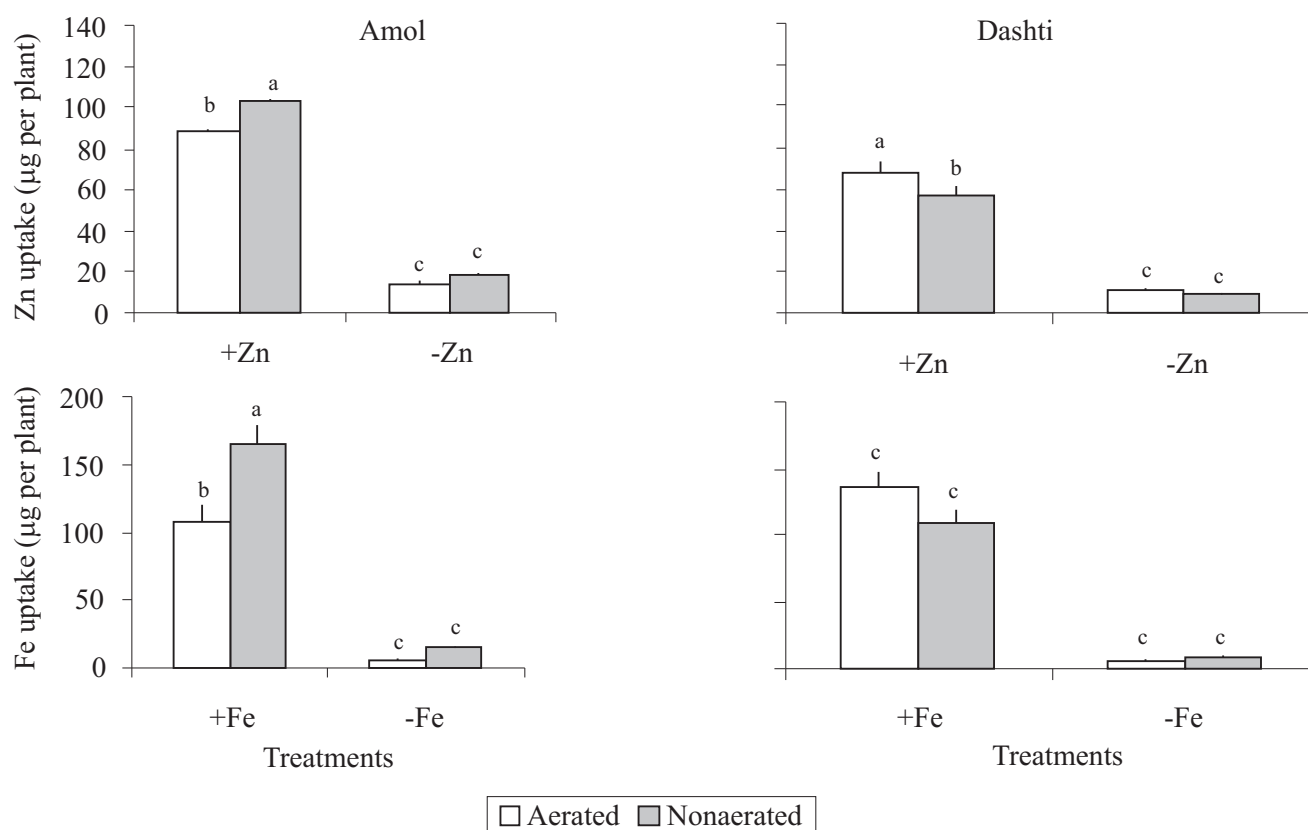 Amol
Dashti
Zn uptake (µg per plant)
140
120
100
80
60
40
20
0
b
a
c
c
+Zn
-Zn
a
b
c
c
+Zn
-Zn
Fe uptake (µg per plant)
200
150
100
50
0
b
a
c
c
+Fe
-Fe
Treatments
c
c
c
c
+Fe
-Fe
Treatments
Aerated Nonaerated